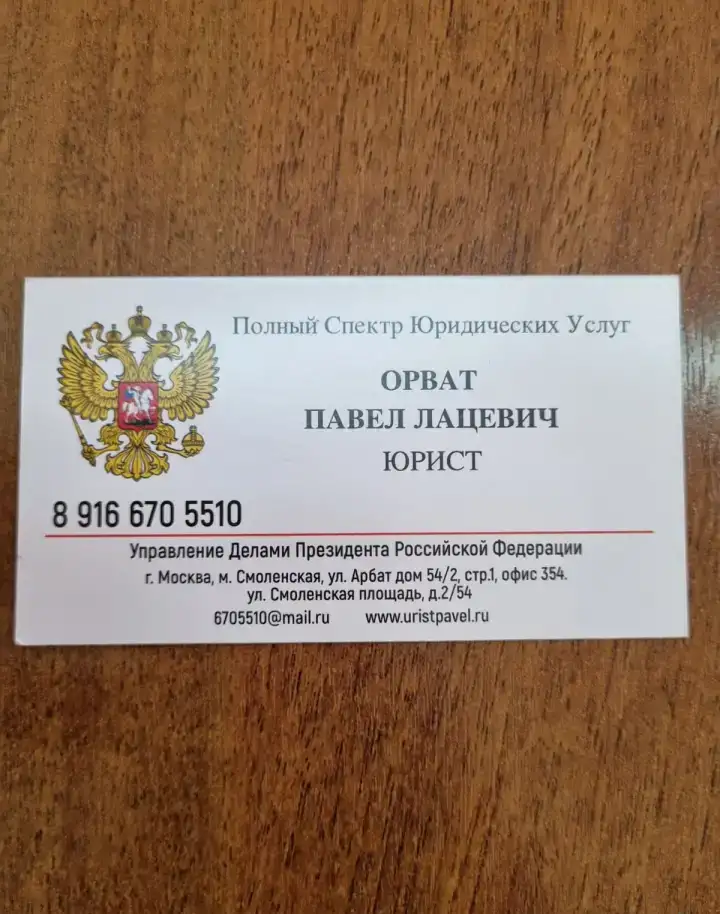 Полный Спектр Юридических Услуг
ОРВАТ
ПАВЕЛ ЛАЦЕВИЧ
ЮРИСТ
8 916 670 5510
Управление Делами Президента Российской Федерации
г. Москва, м. Смоленская, ул. Арбат дом 54/2, стр.1, офис 354.
ул. Смоленская площадь, д.2/54
6705510@mail.ru www.uristpavel.ru